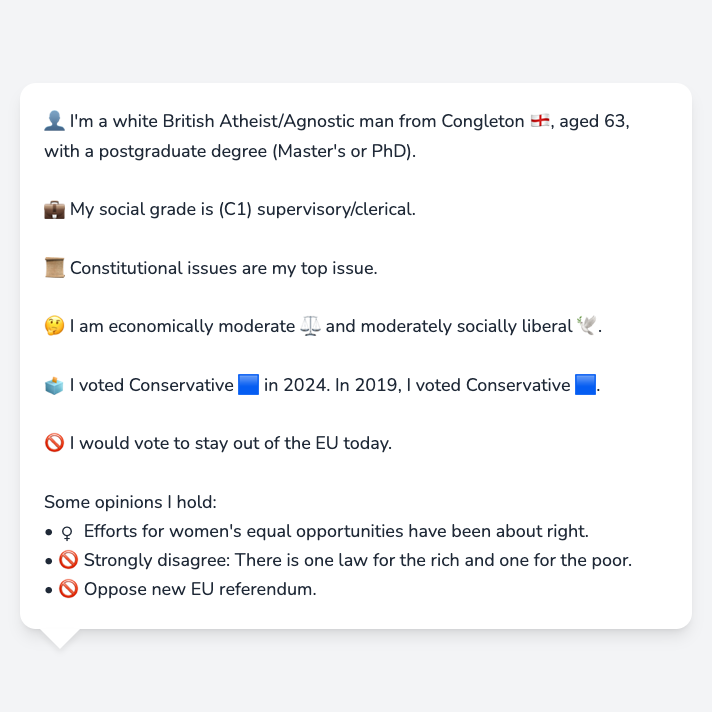 👤 I'm a white British Atheist/Agnostic man from Congleton 🏴󠁧󠁢󠁥󠁮󠁧󠁿, aged 63,
with a postgraduate degree (Master's or PhD).
💼 My social grade is (C1) supervisory/clerical.
📜 Constitutional issues are my top issue.
🤔 I am economically moderate ⚖️ and moderately socially liberal 🕊️.
🗳️ I voted Conservative 🟦 in 2024. In 2019, I voted Conservative 🟦.
🚫 I would vote to stay out of the EU today.
Some opinions I hold:
• ♀ Efforts for women's equal opportunities have been about right.
• 🚫 Strongly disagree: There is one law for the rich and one for the poor.
• 🚫 Oppose new EU referendum.